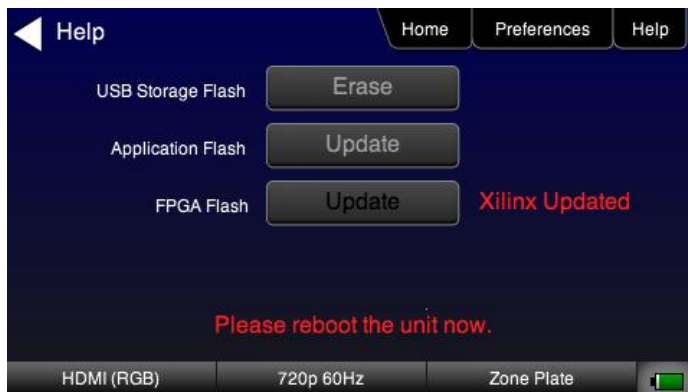 Help
Home
Preferences
Help
USB Storage Flash
Erase
Application Flash
Update
FPGA Flash
Update
Xilinx Updated
Please reboot the unit now.
HDMI (RGB)
720p 60Hz
Zone Plate